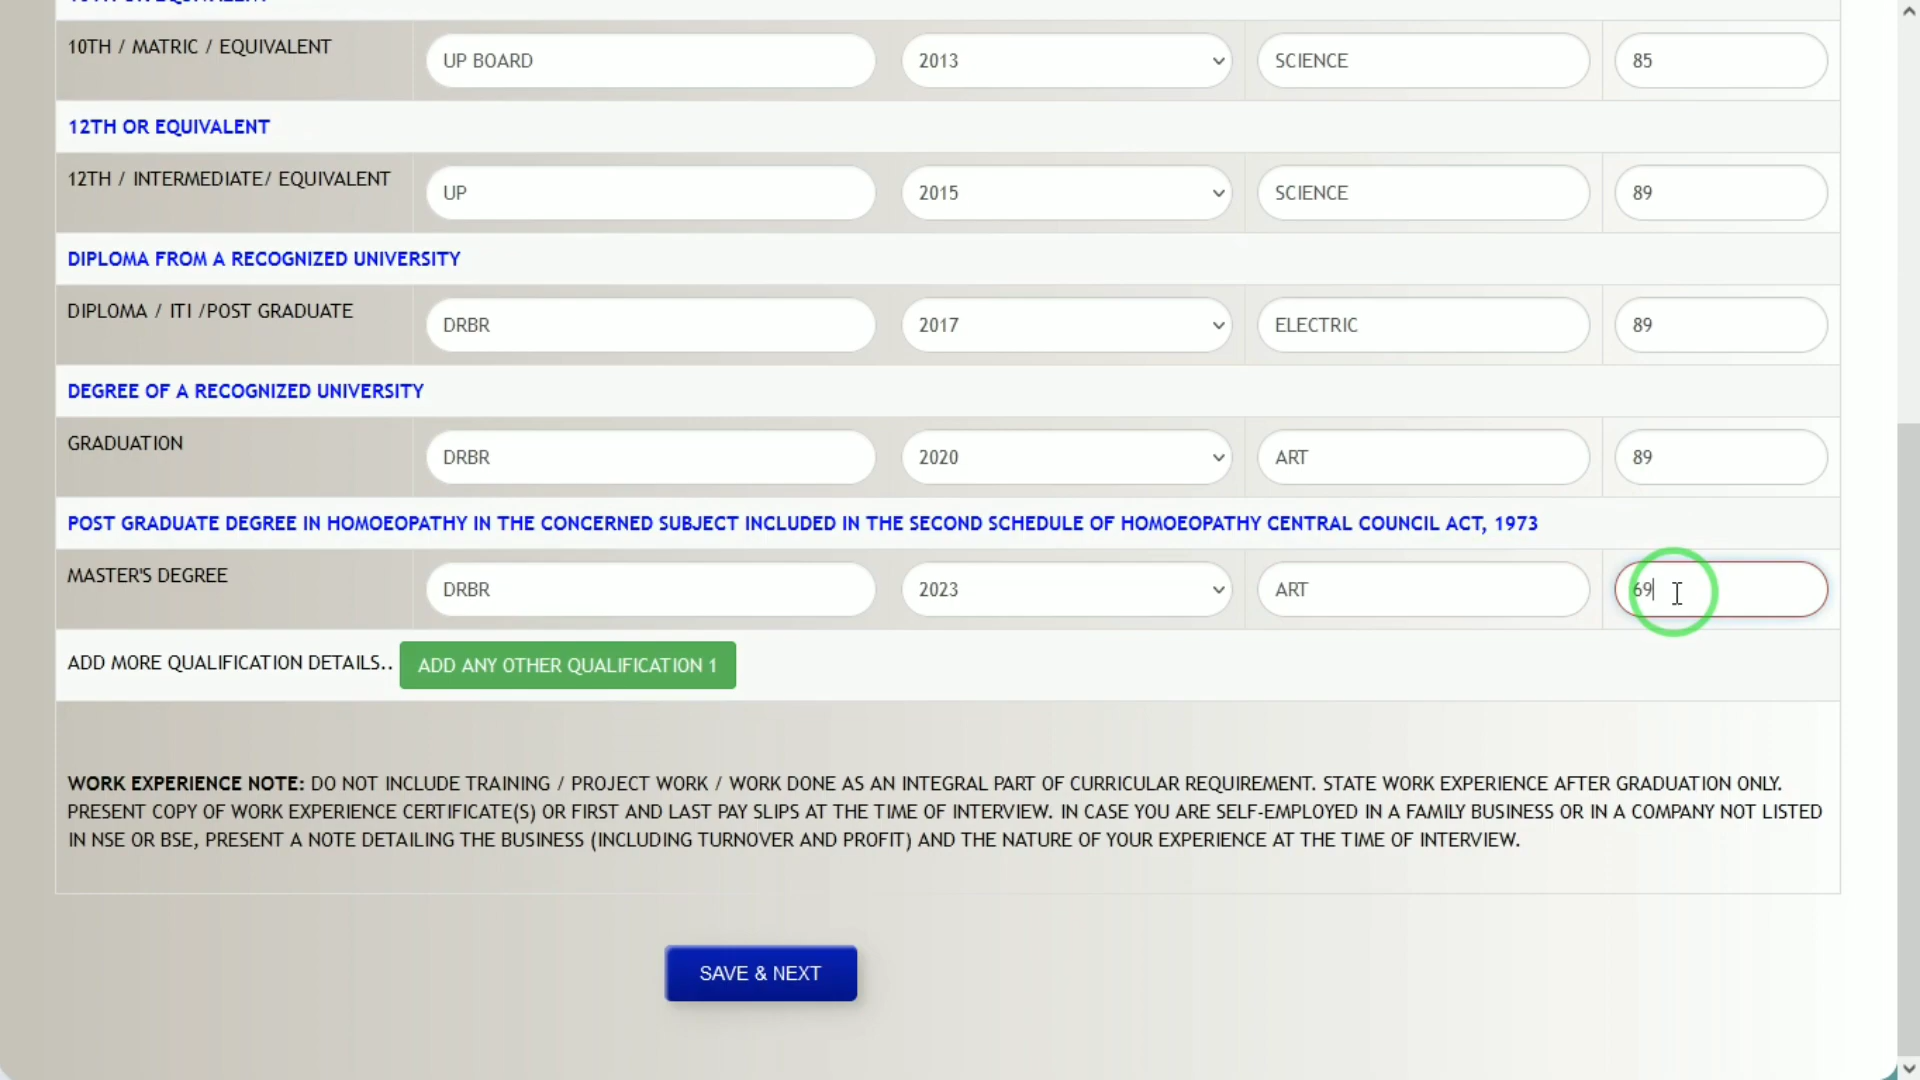 10TH OR EQUIVALENT
10TH / MATRIC / EQUIVALENT
UP BOARD
2013
SCIENCE
85
12TH OR EQUIVALENT
12TH / INTERMEDIATE/ EQUIVALENT
UP
2015
SCIENCE
89
DIPLOMA FROM A RECOGNIZED UNIVERSITY
DIPLOMA / ITI /POST GRADUATE
DRBR
2017
ELECTRIC
89
DEGREE OF A RECOGNIZED UNIVERSITY
GRADUATION
DRBR
2020
ART
89
POST GRADUATE DEGREE IN HOMOEOPATHY IN THE CONCERNED SUBJECT INCLUDED IN THE SECOND SCHEDULE OF HOMOEOPATHY CENTRAL COUNCIL ACT, 1973
MASTER'S DEGREE
DRBR
2023
ART
69
ADD MORE QUALIFICATION DETAILS..
ADD ANY OTHER QUALIFICATION 1
WORK EXPERIENCE NOTE: DO NOT INCLUDE TRAINING / PROJECT WORK / WORK DONE AS AN INTEGRAL PART OF CURRICULAR REQUIREMENT. STATE WORK EXPERIENCE AFTER GRADUATION ONLY.
PRESENT COPY OF WORK EXPERIENCE CERTIFICATE(S) OR FIRST AND LAST PAY SLIPS AT THE TIME OF INTERVIEW. IN CASE YOU ARE SELF-EMPLOYED IN A FAMILY BUSINESS OR IN A COMPANY NOT LISTED
IN NSE OR BSE, PRESENT A NOTE DETAILING THE BUSINESS (INCLUDING TURNOVER AND PROFIT) AND THE NATURE OF YOUR EXPERIENCE AT THE TIME OF INTERVIEW.
SAVE & NEXT